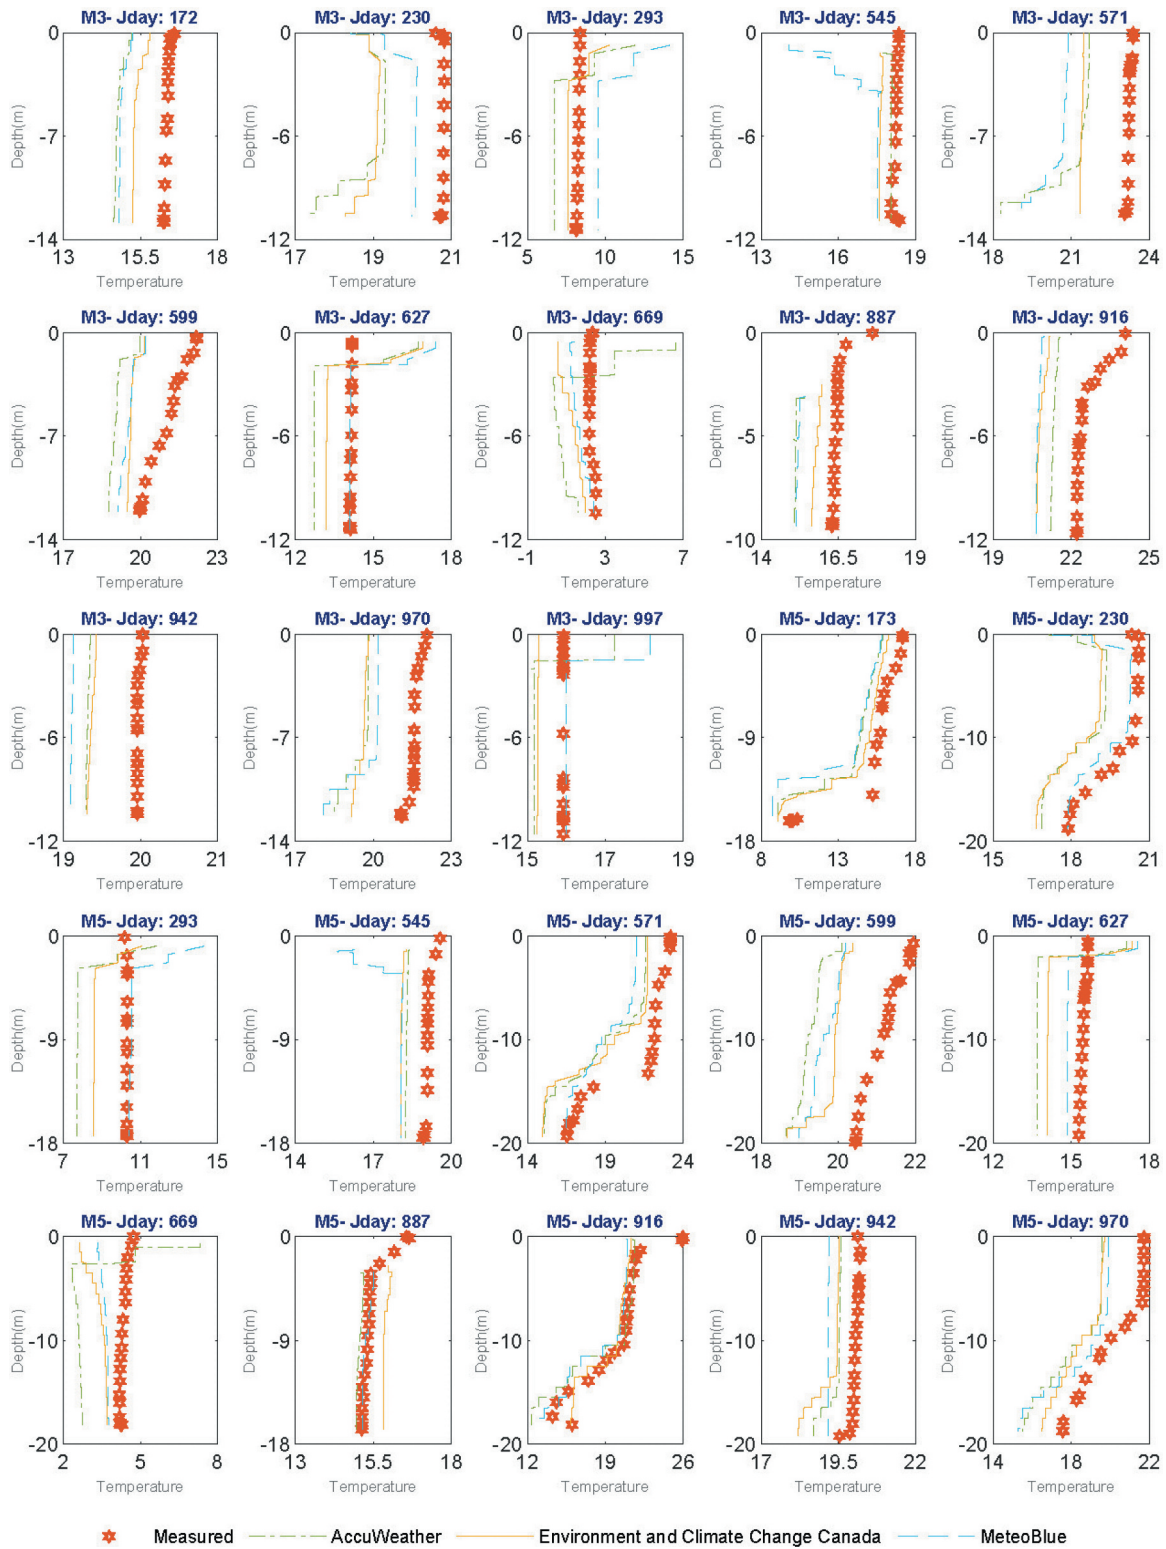 M3- Jday: 172 M3- Jday: 230 M3- Jday: 293 M3- Jday: 545 M3- Jday: 571
0 0 0 0 0
Depth(m) Depth(m) Depth(m) Depth(m) Depth(m)
-7 -6 -6 -6 -7
-14 -12 -12 -12 -14
13 15.5 18 17 19 21 5 10 15 13 16 19 18 21 24
Temperature Temperature Temperature Temperature Temperature
M3- Jday: 599 M3- Jday: 627 M3- Jday: 669 M3- Jday: 887 M3- Jday: 916
0 0 0 0 0
Depth(m) Depth(m) Depth(m) Depth(m) Depth(m)
-7 -6 -6 -5 -6
-14 -12 -12 -10 -12
17 20 23 12 15 18 -1 3 7 14 16.5 19 19 22 25
Temperature Temperature Temperature Temperature Temperature
M3- Jday: 942 M3- Jday: 970 M3- Jday: 997 M5- Jday: 173 M5- Jday: 230
0 0 0 0 0
Depth(m) Depth(m) Depth(m) Depth(m) Depth(m)
-6 -7 -6 -9 -10
-12 -14 -12 -18 -20
19 20 21 17 20 23 15 17 19 8 13 18 15 18 21
Temperature Temperature Temperature Temperature Temperature
M5- Jday: 293 M5- Jday: 545 M5- Jday: 571 M5- Jday: 599 M5- Jday: 627
0 0 0 0 0
Depth(m) Depth(m) Depth(m) Depth(m) Depth(m)
-9 -9 -10 -10 -10
-18 -18 -20 -20 -20
7 11 15 14 17 20 14 19 24 18 20 22 12 15 18
Temperature Temperature Temperature Temperature Temperature
M5- Jday: 669 M5- Jday: 887 M5- Jday: 916 M5- Jday: 942 M5- Jday: 970
0 0 0 0 0
Depth(m) Depth(m) Depth(m) Depth(m) Depth(m)
-10 -9 -10 -10 -10
-20 -18 -20 -20 -20
2 5 8 13 15.5 18 12 19 26 17 19.5 22 14 18 22
Temperature Temperature Temperature Temperature Temperature
Measured AccuWeather Environment and Climate Change Canada MeteoBlue